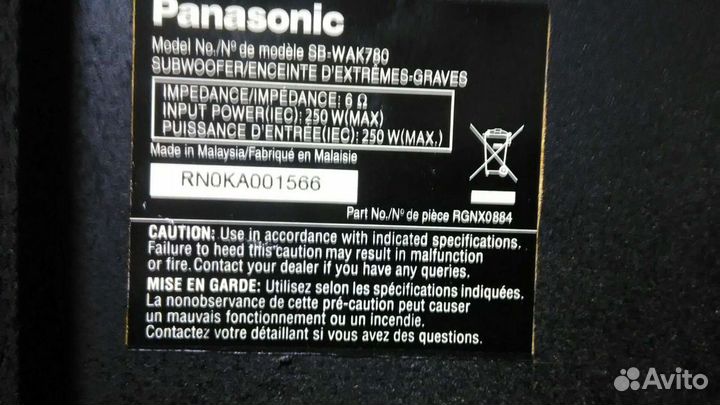 Panasonic
Model No./Nº de modèle SB-WAK780
SUBWOOFER/ENCEINTE D'EXTRÊMES-GRAVES
IMPEDANCE/IMPÉDANCE: 6 Ω
INPUT POWER(IEC): 250 W(MAX)
PUISSANCE D'ENTRÉE(IEC): 250 W(MAX.)
Made in Malaysia/Fabriqué en Malaisie
RN0KA001566
Part No./Nº de pièce RGNX0884
CAUTION: Use in accordance with indicated specifications.
Failure to heed this caution may result in malfunction
or fire. Contact your dealer if you have any queries.
MISE EN GARDE: Utilisez selon les spécifications indiquées.
La nonobservance de cette pré-caution peut causer
un mauvais fonctionnement ou un incendie.
Contactez votre détaillant si vous avez des questions.
Avito